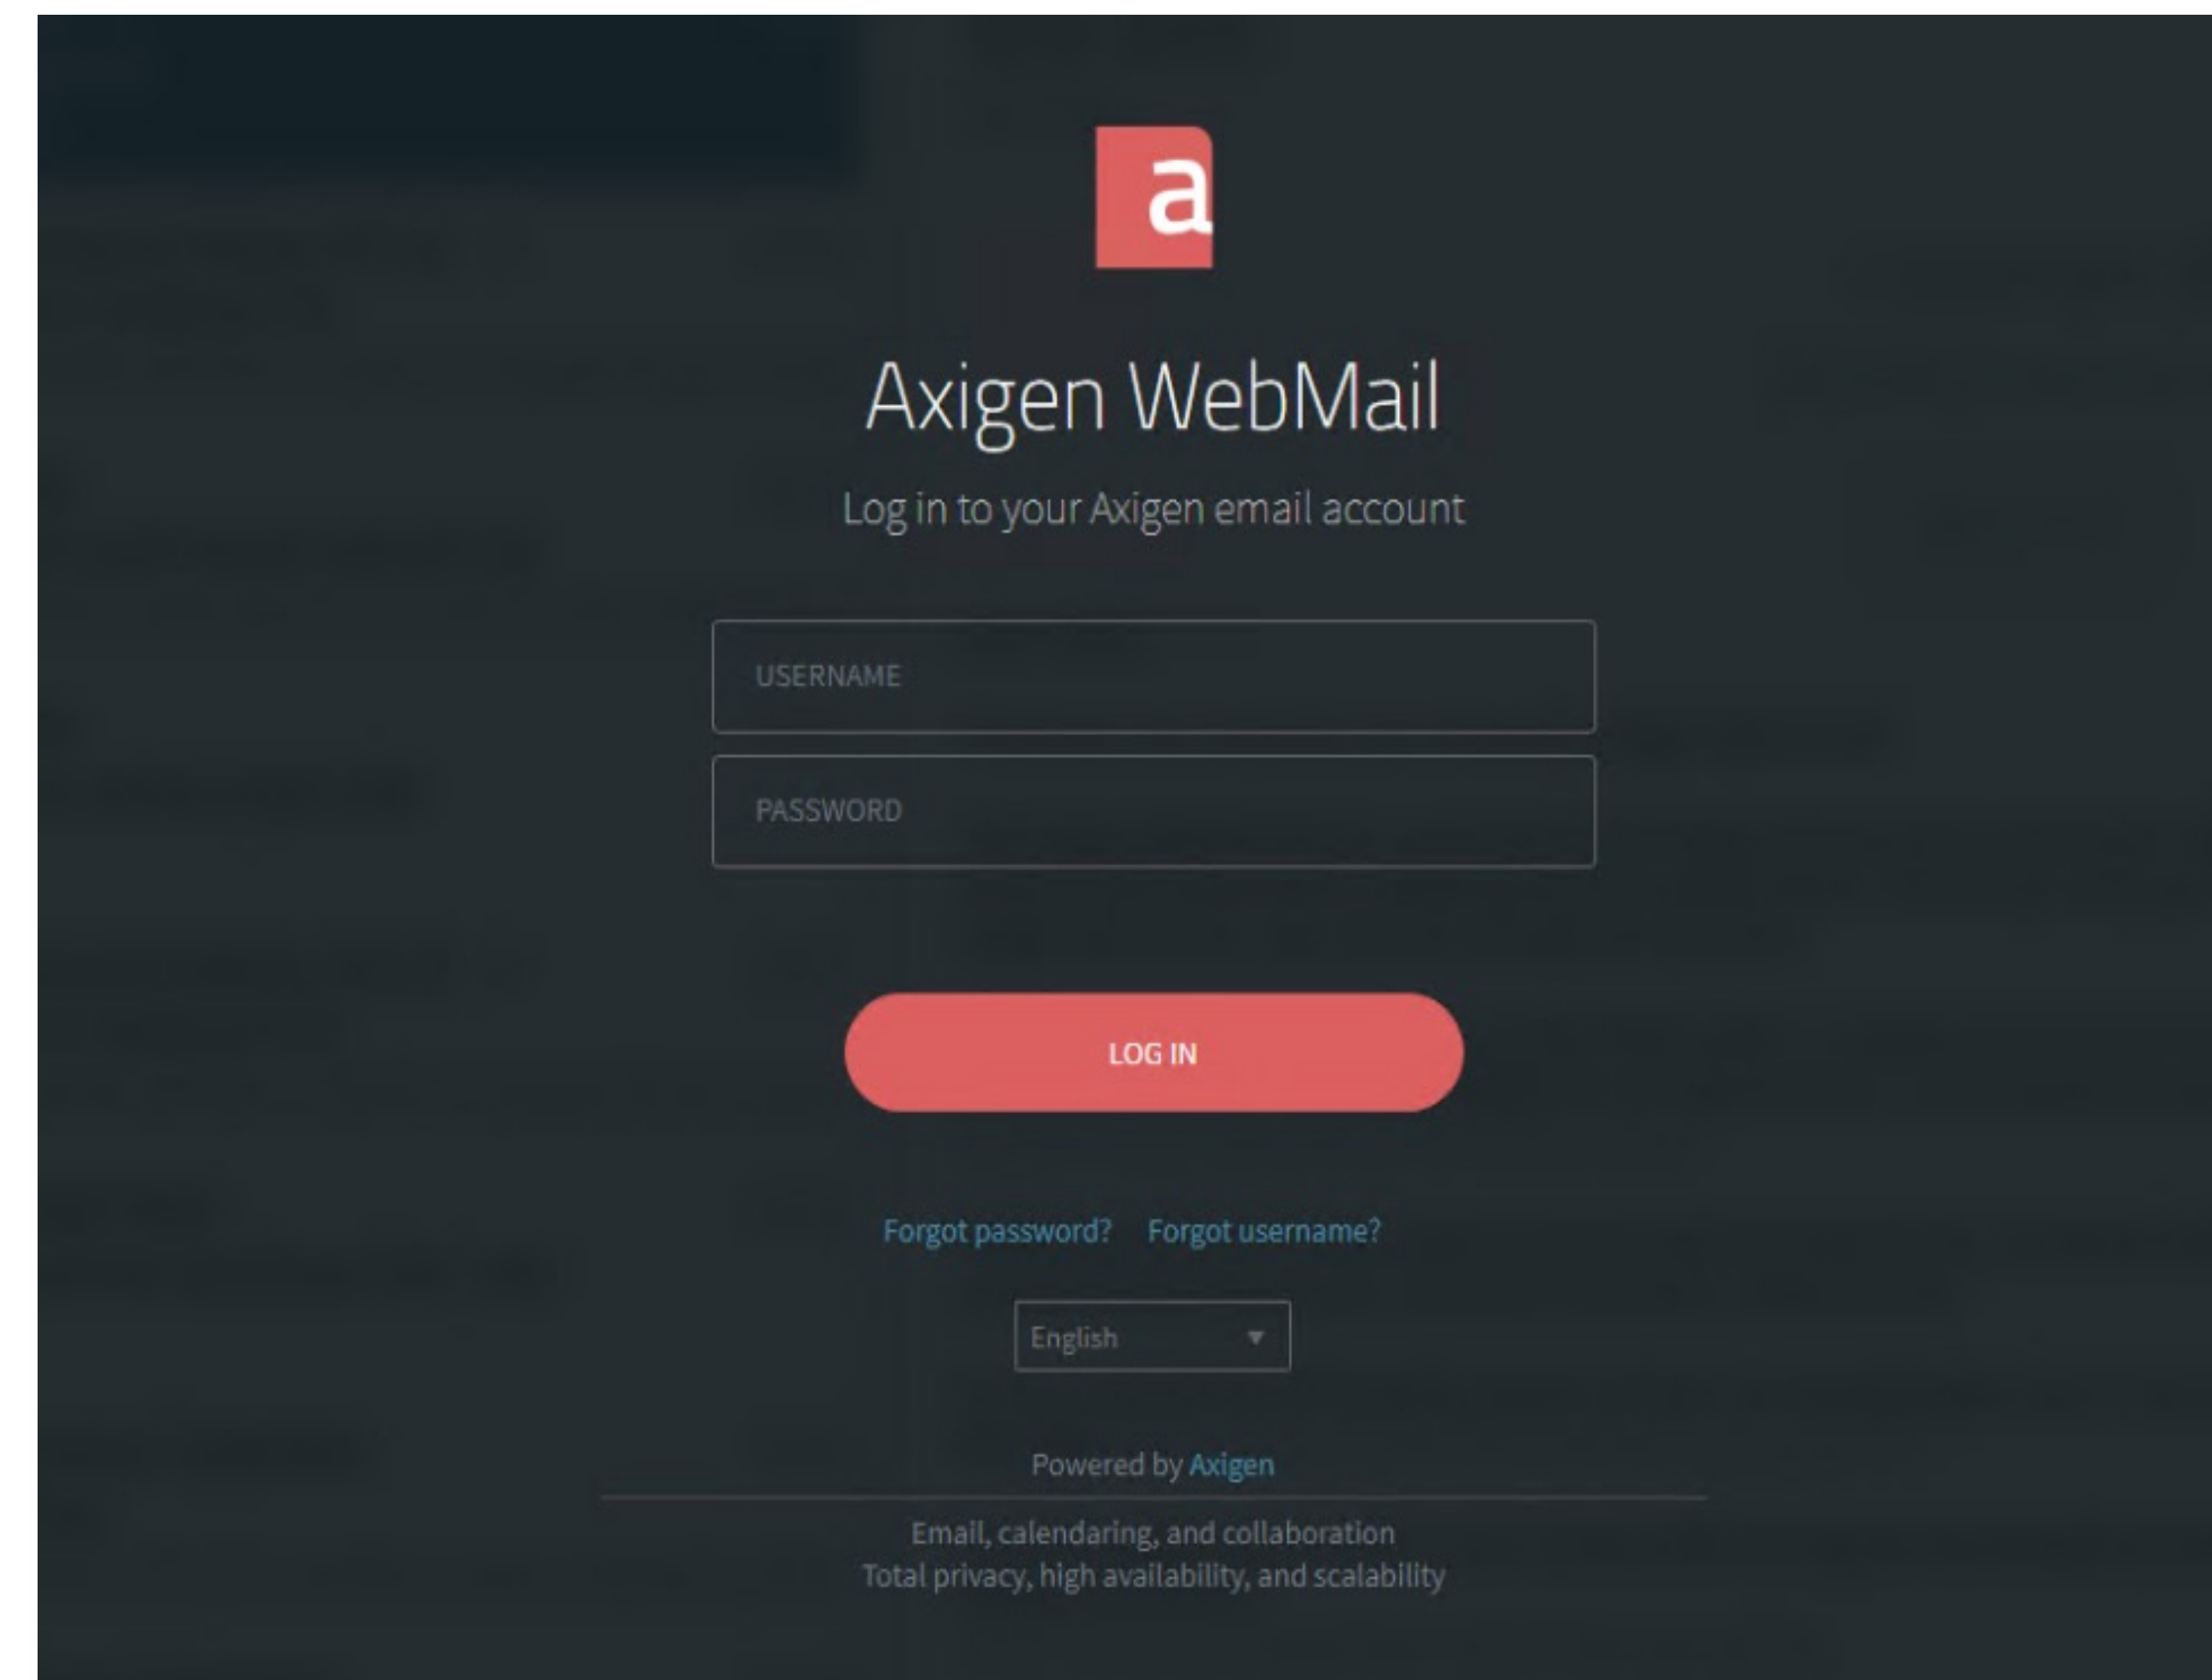 a
Axigen WebMail
Log in to your Axigen email account
USERNAME
PASSWORD
LOG IN
Forgot password? Forgot username?
English
Powered by Axigen
Email, calendaring, and collaboration
Total privacy, high availability, and scalability